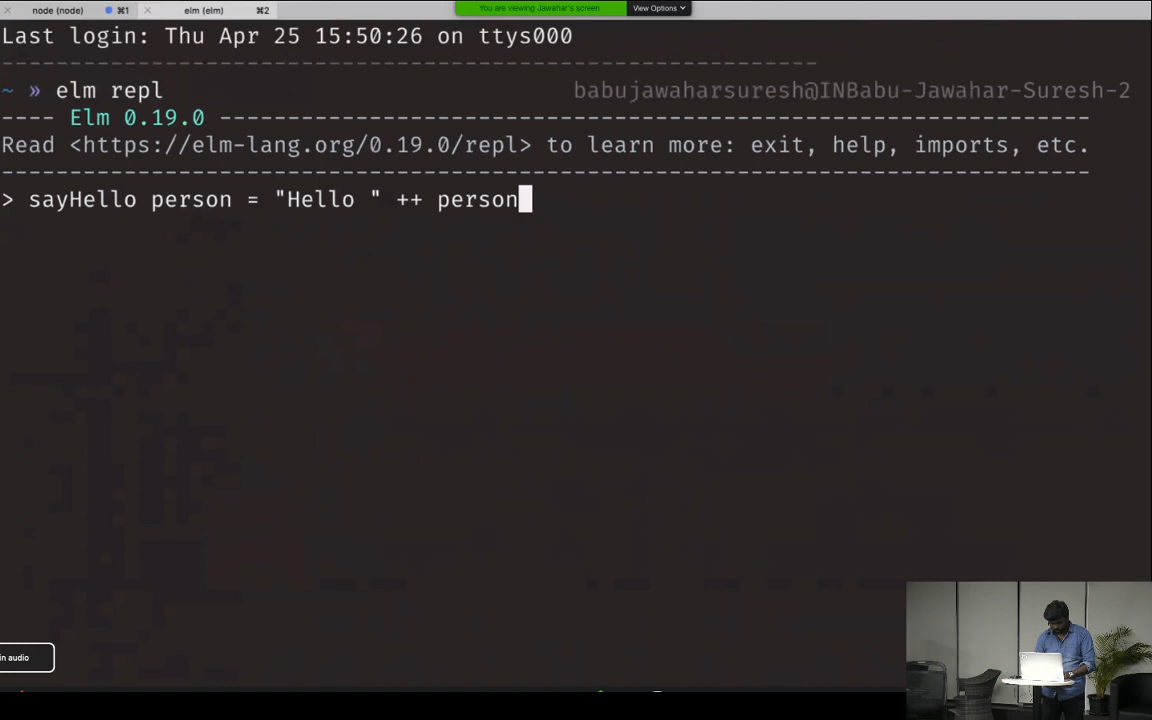 node (node)
⌘1
elm (elm)
⌘2
You are viewing Jawahar's screen
View Options
Last login: Thu Apr 25 15:50:26 on ttys000
~ » elm repl
babujawaharsuresh@INBabu-Jawahar-Suresh-2
---- Elm 0.19.0 ----------------------------------------------------------------
Read <https://elm-lang.org/0.19.0/repl> to learn more: exit, help, imports, etc.
--------------------------------------------------------------------------------
> sayHello person = "Hello " ++ person
in audio